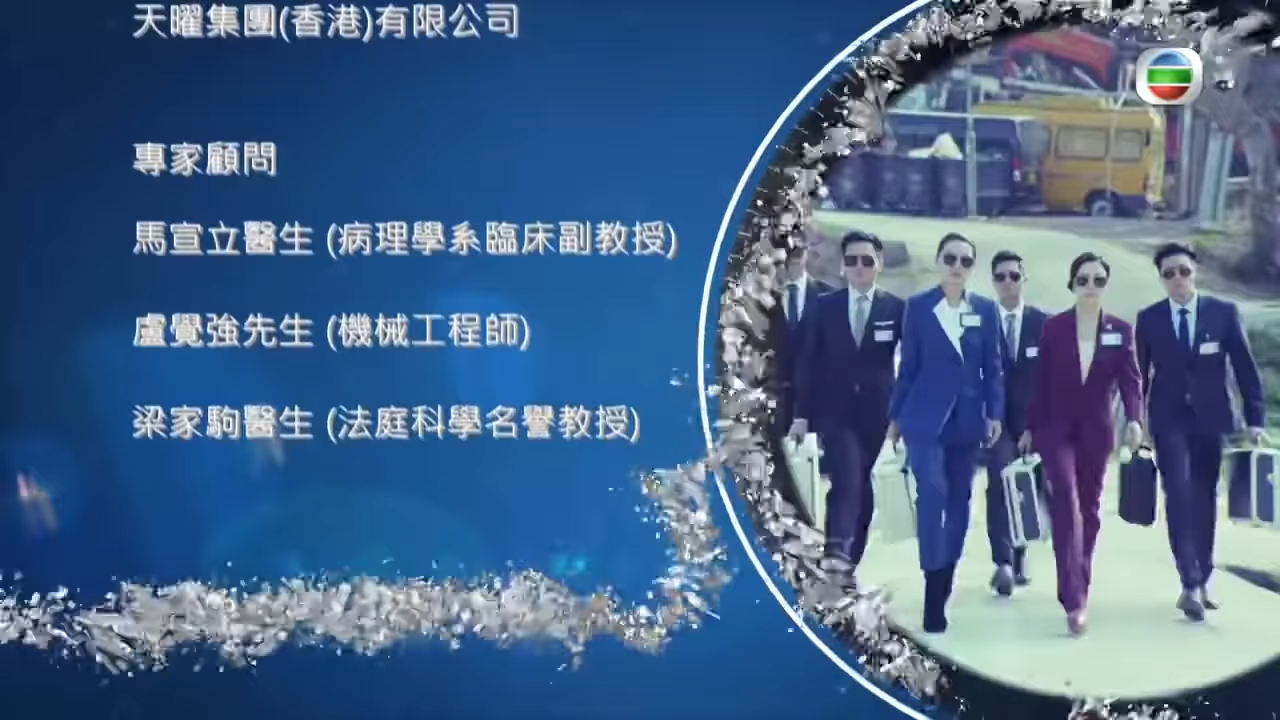 天曜集團(香港)有限公司
專家顧問
馬宣立醫生 (病理學系臨床副教授)
盧覺強先生 (機械工程師)
梁家駒醫生 (法庭科學名譽教授)